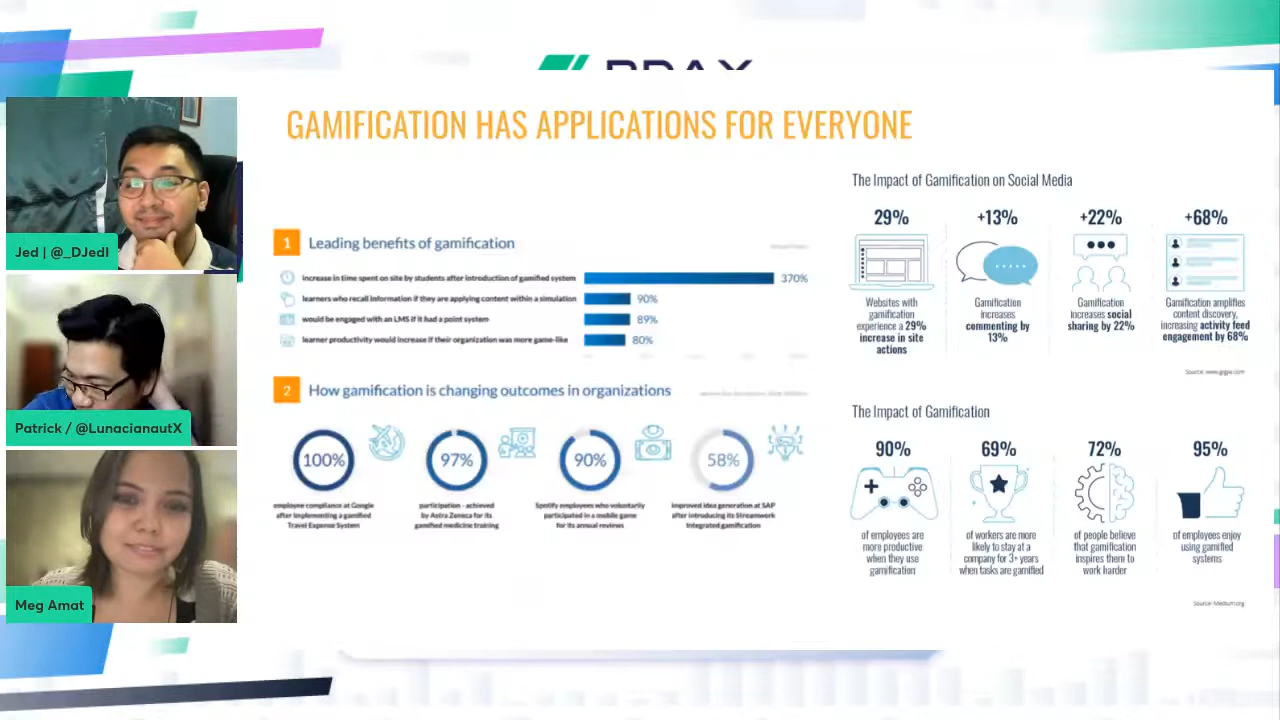 PDAX
GAMIFICATION HAS APPLICATIONS FOR EVERYONE
Jed | @_DJedI
Patrick / @LunacianautX
Meg Amat
1
Leading benefits of gamification
increase in time spent on site by students after introduction of gamified system
370%
learners who recall information if they are applying content within a simulation
90%
would be engaged with an LMS if it had a point system
89%
learner productivity would increase if their organization was more game-like
80%
2
How gamification is changing outcomes in organizations
100%
employee compliance at Google
after implementing a gamified
Travel Expense System
97%
participation - achieved
by Astra Zeneca for its
gamified medicine training
90%
Spotify employees who voluntarily
participated in a mobile game
for its annual reviews
58%
improved idea generation at SAP
after introducing its Streamwork
Integrated gamification
The Impact of Gamification on Social Media
29%
Websites with
gamification
experience a 29%
increase in site
actions
+13%
Gamification
increases
commenting by
13%
+22%
Gamification
increases social
sharing by 22%
+68%
Gamification amplifies
content discovery,
increasing activity feed
engagement by 68%
Source: www.gigya.com
The Impact of Gamification
90%
of employees are
more productive
when they use
gamification
69%
of workers are more
likely to stay at a
company for 3+ years
when tasks are gamified
72%
of people believe
that gamification
inspires them to
work harder
95%
of employees enjoy
using gamified
systems
Source: Medium.org